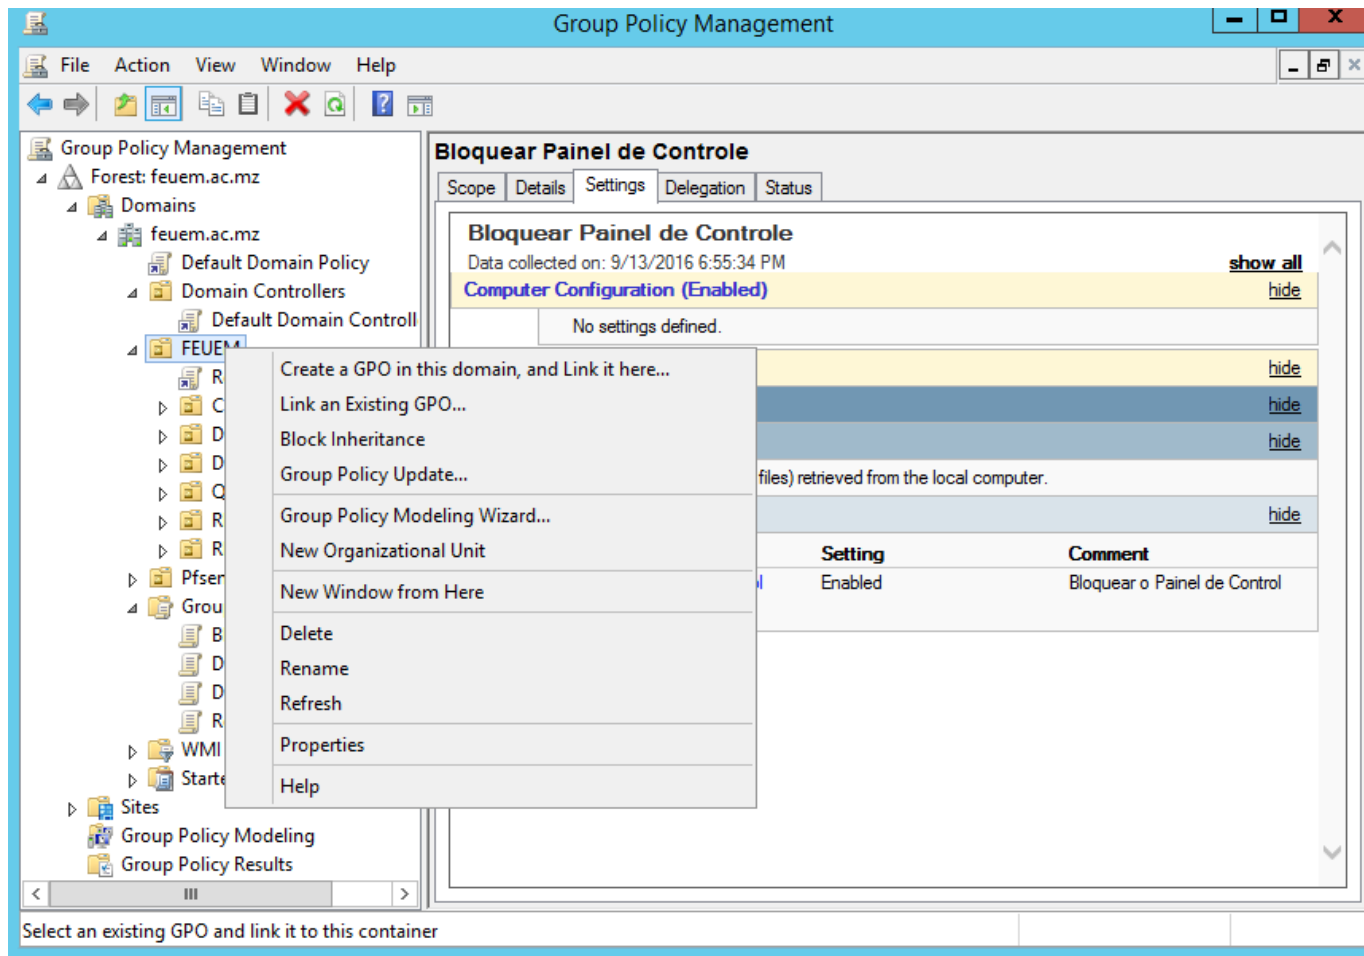 Group Policy Management
File Action View Window Help
Group Policy Management
Forest: feuem.ac.mz
Domains
feuem.ac.mz
Default Domain Policy
Domain Controllers
Default Domain Controll
FEUEM
R
C
D
D
Q
R
R
Pfsen
Grou
B
D
D
R
WMI
Starte
Sites
Group Policy Modeling
Group Policy Results
Create a GPO in this domain, and Link it here...
Link an Existing GPO...
Block Inheritance
Group Policy Update...
Group Policy Modeling Wizard...
New Organizational Unit
New Window from Here
Delete
Rename
Refresh
Properties
Help
Bloquear Painel de Controle
Scope Details Settings Delegation Status
Bloquear Painel de Controle
Data collected on: 9/13/2016 6:55:34 PM
show all
Computer Configuration (Enabled)
hide
No settings defined.
hide
hide
hide
files) retrieved from the local computer.
hide
Setting Comment
Enabled Bloquear o Painel de Control
Select an existing GPO and link it to this container